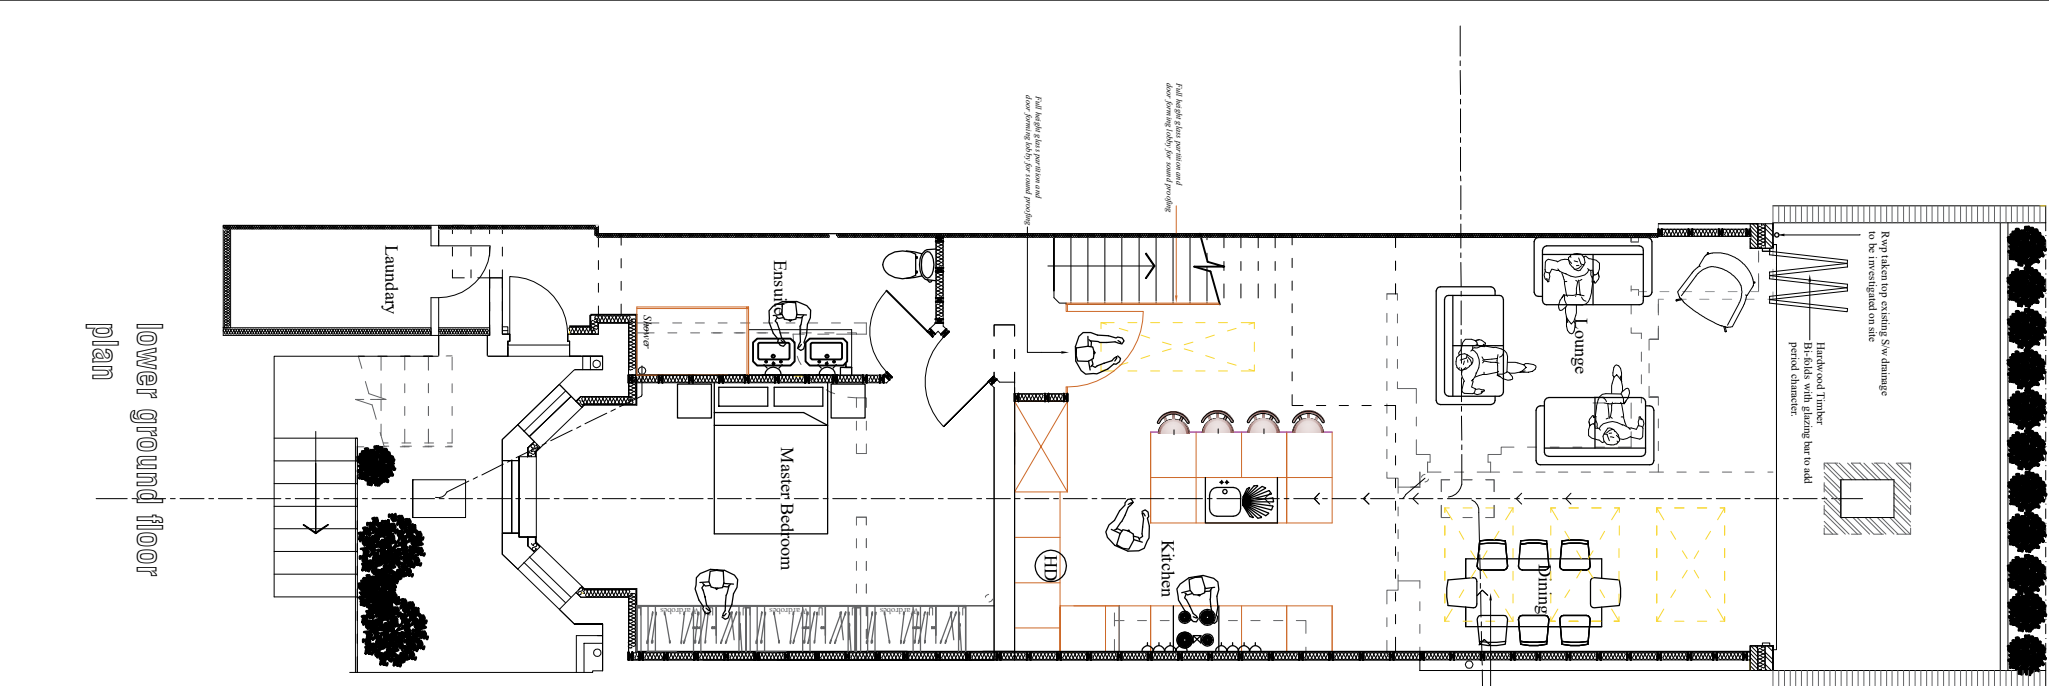 lower ground floor
plan
Laundary
Ensui
Shower
Master Bedroom
Full height glass partition and
door forming lobby for sound proofing
Full height glass partition and
door forming lobby for sound proofing
HD
Kitchen
Lounge
Dining
Rwp taken top existing S/w drainage
to be investigated on site
Hardwood Timber
Bi-folds with glazing bar to add
period character.